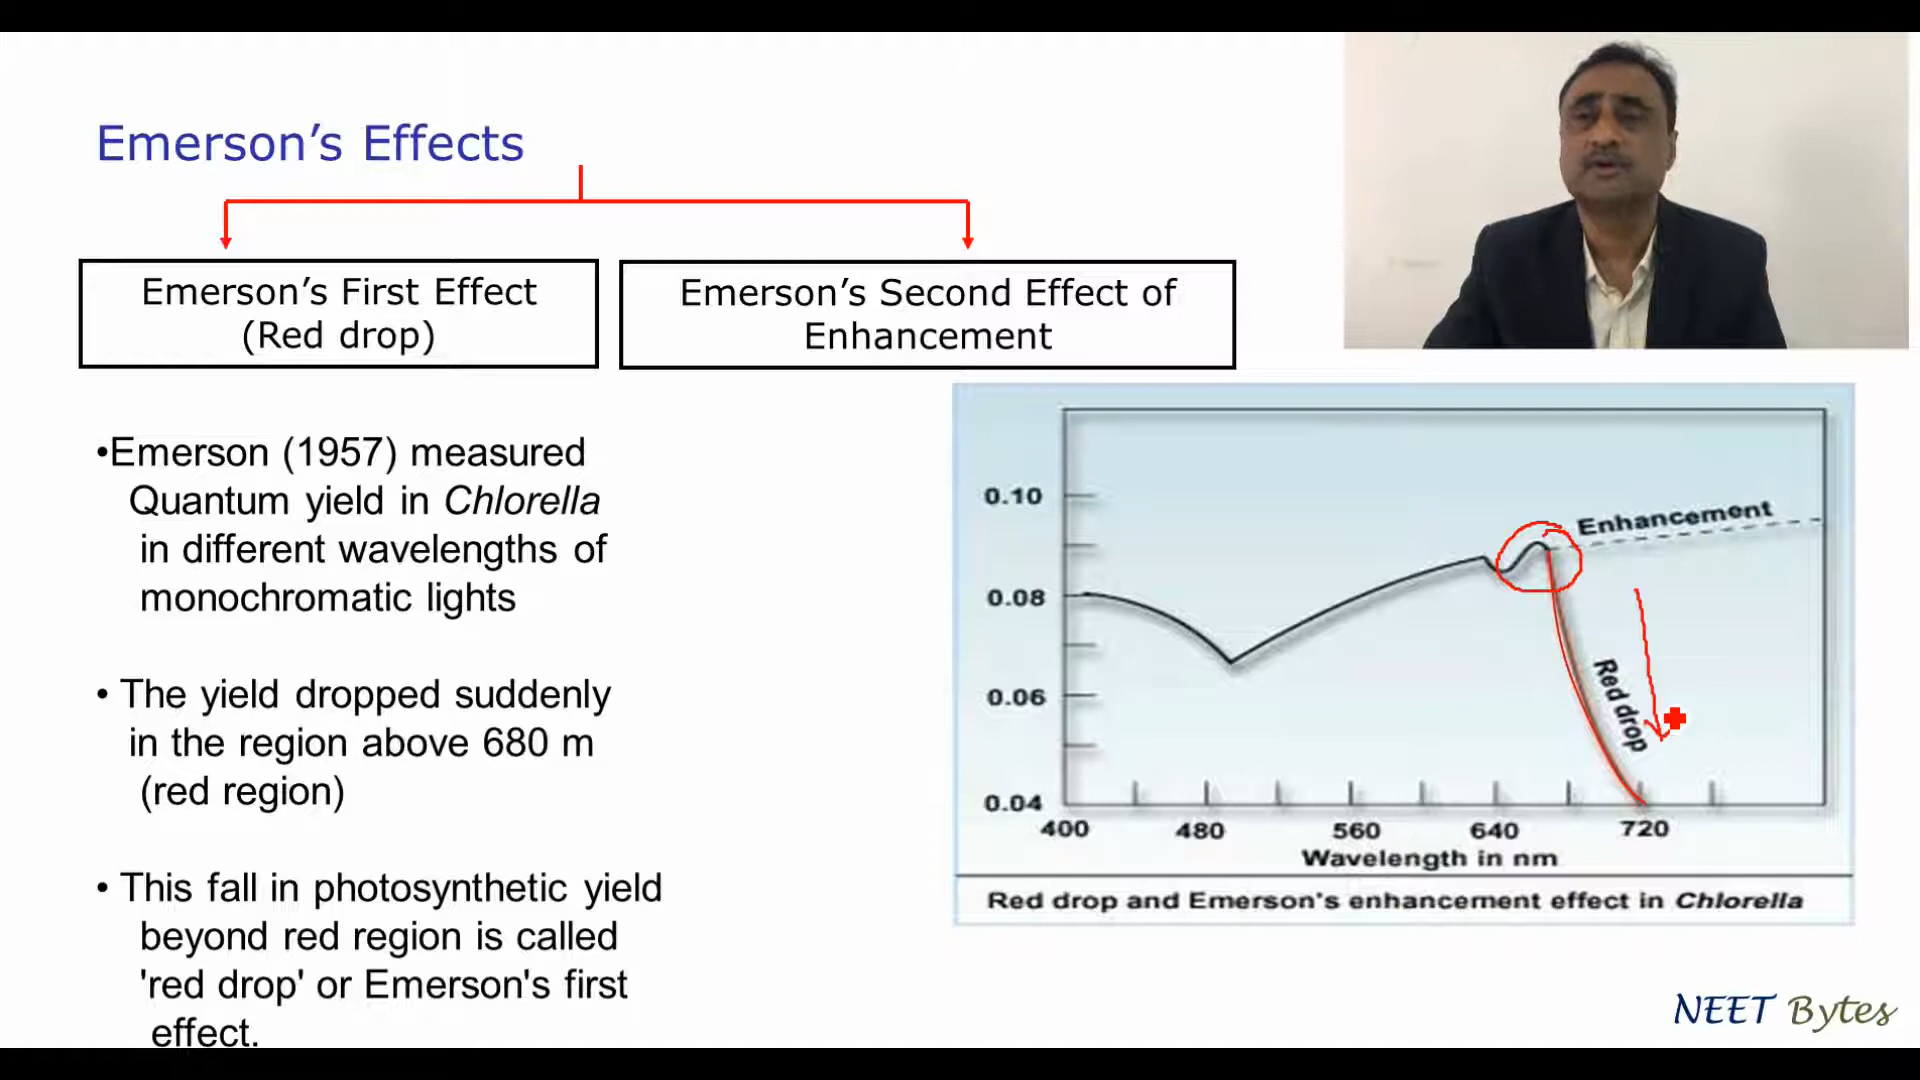 Emerson’s Effects
Emerson’s First Effect
(Red drop)
Emerson’s Second Effect of
Enhancement
•Emerson (1957) measured
Quantum yield in Chlorella
in different wavelengths of
monochromatic lights
• The yield dropped suddenly
in the region above 680 m
(red region)
• This fall in photosynthetic yield
beyond red region is called
'red drop' or Emerson's first
effect.
0.10
0.08
0.06
0.04
Enhancement
Red drop
400 480 560 640 720
Wavelength in nm
Red drop and Emerson's enhancement effect in Chlorella
NEET Bytes